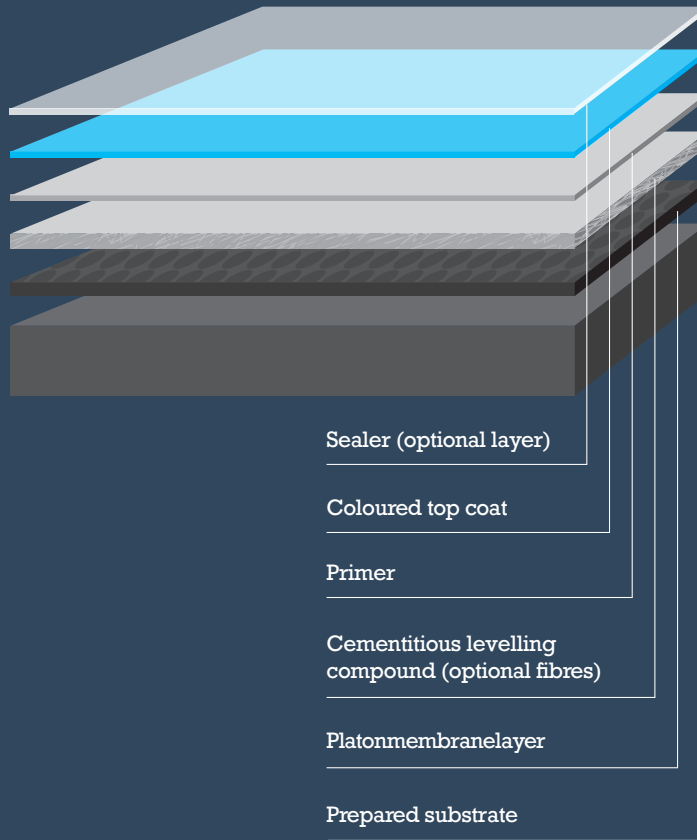 Sealer (optional layer)
Coloured top coat
Primer
Cementitious levelling
compound (optional fibres)
Platonmembranelayer
Prepared substrate